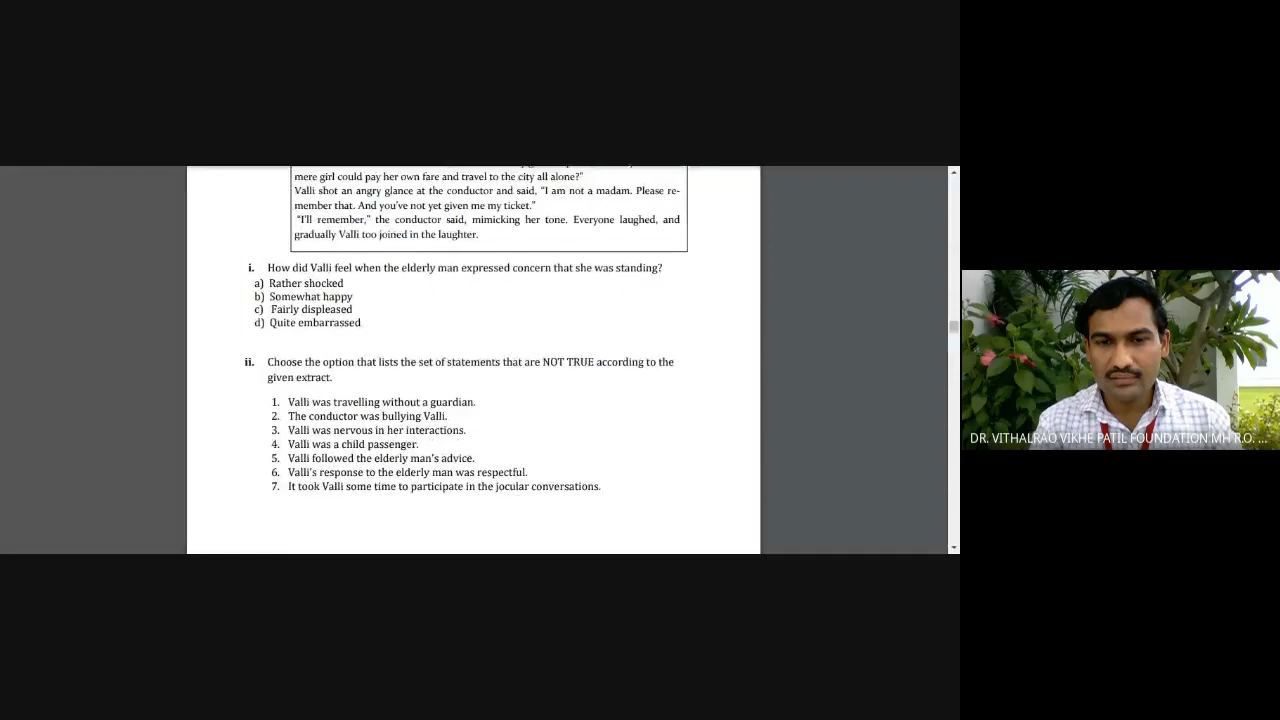 mere girl could pay her own fare and travel to the city all alone?"
Valli shot an angry glance at the conductor and said, "I am not a madam. Please re-
member that. And you've not yet given me my ticket."
"I'll remember," the conductor said, mimicking her tone. Everyone laughed, and
gradually Valli too joined in the laughter.
i. How did Valli feel when the elderly man expressed concern that she was standing?
a) Rather shocked
b) Somewhat happy
c) Fairly displeased
d) Quite embarrassed
ii. Choose the option that lists the set of statements that are NOT TRUE according to the
given extract.
1. Valli was travelling without a guardian.
2. The conductor was bullying Valli.
3. Valli was nervous in her interactions.
4. Valli was a child passenger.
5. Valli followed the elderly man's advice.
6. Valli's response to the elderly man was respectful.
7. It took Valli some time to participate in the jocular conversations.
DR. VITHALRAO VIKHE PATIL FOUNDATION MH R.O. ...